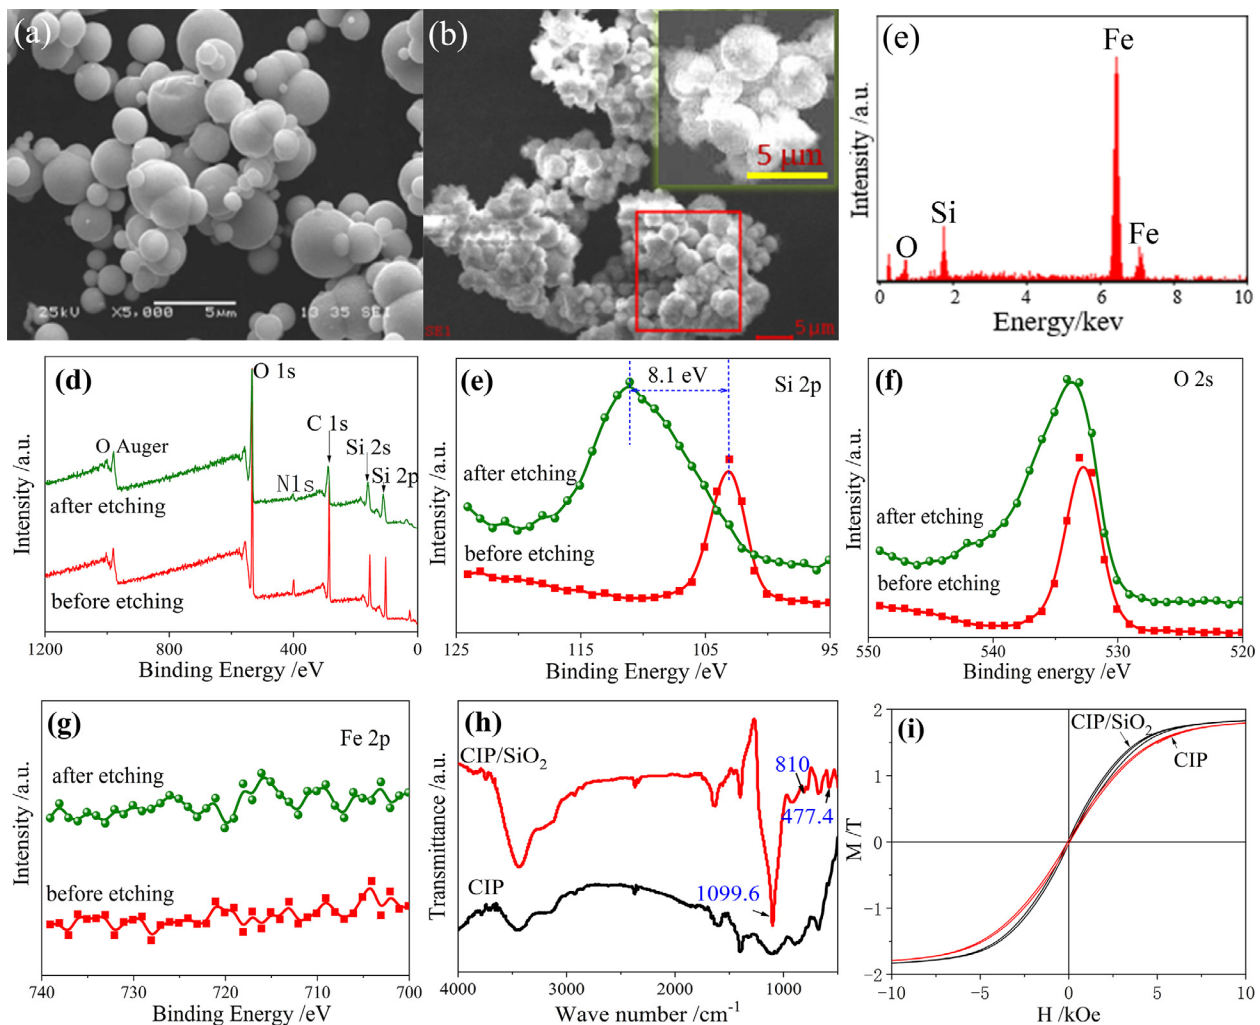 (a)
25kV X5,000 5μm 13 35 SEI
(b)
5 μm
SE1
5μm
(e)
Fe
Si
O
Fe
Intensity /a.u.
0 2 4 6 8 10
Energy/kev
(d)
O 1s
C 1s
O Auger
Si 2s
N1s
Si 2p
after etching
before etching
Intensity /a.u.
1200 800 600 400 200 0
Binding Energy /eV
(e)
8.1 eV
Si 2p
after etching
before etching
Intensity /a.u.
125 115 105 95
Binding Energy /eV
(f)
O 2s
after etching
before etching
Intensity /a.u.
550 540 530 520
Binding energy /eV
(g)
Fe 2p
after etching
before etching
Intensity /a.u.
740 730 720 710 700
Binding Energy /eV
(h)
CIP/SiO₂
810
477.4
CIP
1099.6
Transmittance /a.u.
4000 3000 2000 1000
Wave number /cm⁻¹
(i)
CIP/SiO₂
CIP
M /T
2
1
0
-1
-2
-10 -5 0 5 10
H /kOe